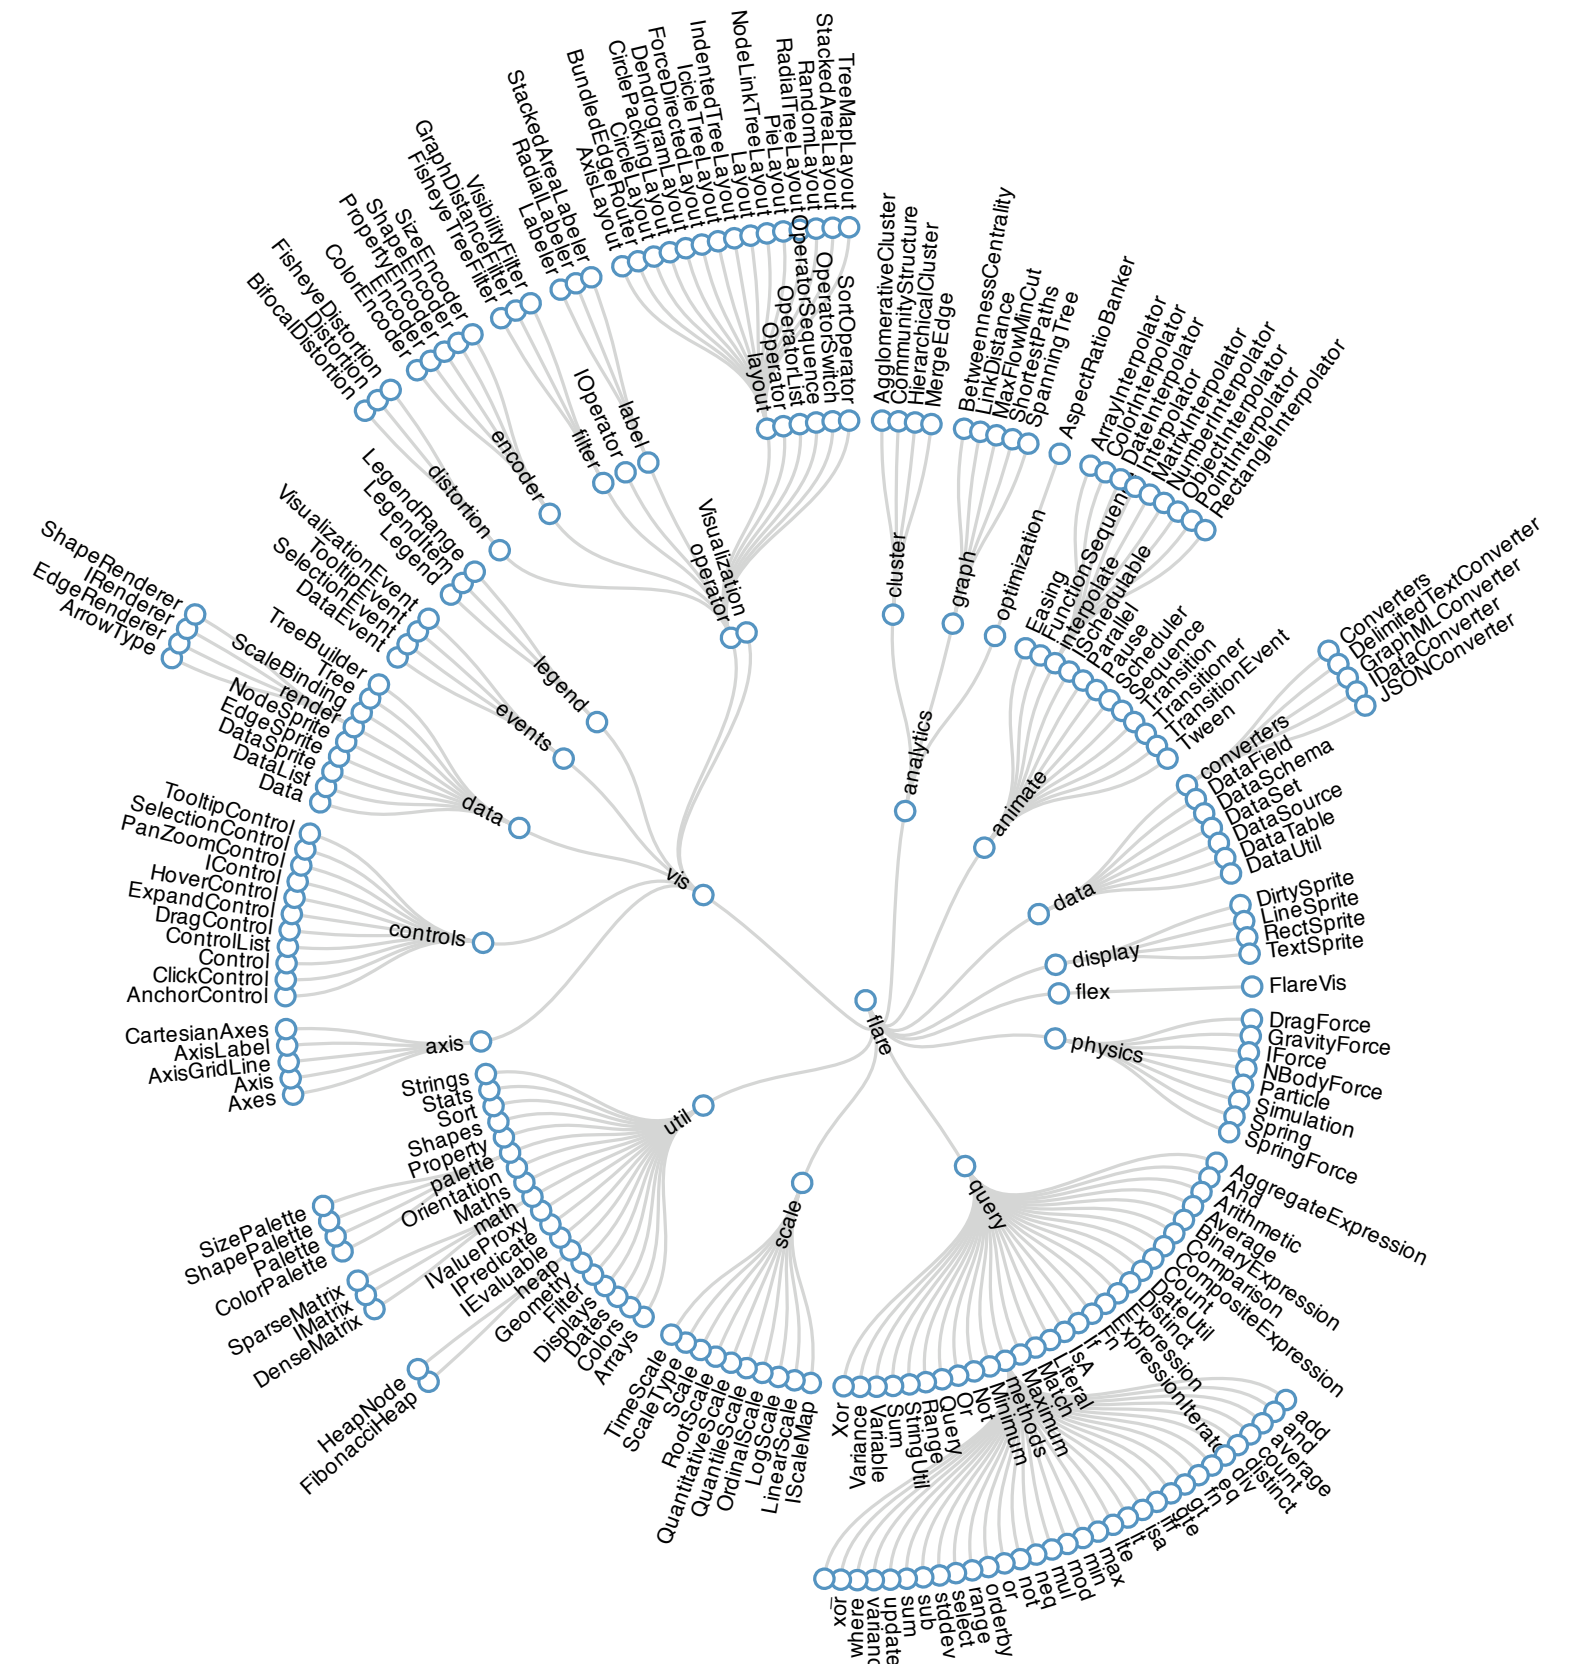 flare
analytics
cluster
AgglomerativeCluster
CommunityStructure
HierarchicalCluster
MergeEdge
graph
BetweennessCentrality
LinkDistance
MaxFlowMinCut
ShortestPaths
SpanningTree
optimization
AspectRatioBanker
animate
Easing
FunctionSequence
interpolate
ArrayInterpolator
ColorInterpolator
DateInterpolator
Interpolator
MatrixInterpolator
NumberInterpolator
ObjectInterpolator
PointInterpolator
RectangleInterpolator
ISchedulable
Parallel
Pause
Scheduler
Sequence
Transition
Transitioner
TransitionEvent
Tween
data
converters
Converters
DelimitedTextConverter
GraphMLConverter
IDataConverter
JSONConverter
DataField
DataSchema
DataSet
DataSource
DataTable
DataUtil
display
DirtySprite
LineSprite
RectSprite
TextSprite
flex
FlareVis
physics
DragForce
GravityForce
IForce
NBodyForce
Particle
Simulation
Spring
SpringForce
query
AggregateExpression
And
Arithmetic
Average
BinaryExpression
Comparison
CompositeExpression
Count
DateUtil
Distinct
Expression
ExpressionIterator
Fn
If
IsA
Literal
Match
Maximum
methods
add
and
average
count
distinct
div
eq
fn
gt
gte
iff
isa
lt
lte
max
min
mod
mul
neq
not
or
orderby
range
select
stddev
sub
sum
update
variance
where
xor
_
Minimum
Not
Or
Query
Range
StringUtil
Sum
Variable
Variance
Xor
scale
IScaleMap
LinearScale
LogScale
OrdinalScale
QuantileScale
QuantitativeScale
RootScale
Scale
ScaleType
TimeScale
util
Arrays
Colors
Dates
Displays
Filter
Geometry
heap
FibonacciHeap
HeapNode
IEvaluable
IPredicate
IValueProxy
math
DenseMatrix
IMatrix
SparseMatrix
Maths
Orientation
palette
ColorPalette
Palette
ShapePalette
SizePalette
Property
Shapes
Sort
Stats
Strings
vis
axis
Axes
Axis
AxisGridLine
AxisLabel
CartesianAxes
controls
AnchorControl
ClickControl
Control
ControlList
DragControl
ExpandControl
HoverControl
IControl
PanZoomControl
SelectionControl
TooltipControl
data
Data
DataList
DataSprite
EdgeSprite
NodeSprite
render
ArrowType
EdgeRenderer
IRenderer
ShapeRenderer
ScaleBinding
Tree
TreeBuilder
events
DataEvent
SelectionEvent
TooltipEvent
VisualizationEvent
legend
Legend
LegendItem
LegendRange
operator
distortion
BifocalDistortion
Distortion
FisheyeDistortion
encoder
ColorEncoder
Encoder
PropertyEncoder
ShapeEncoder
SizeEncoder
filter
FisheyeTreeFilter
GraphDistanceFilter
VisibilityFilter
IOperator
label
Labeler
RadialLabeler
StackedAreaLabeler
layout
AxisLayout
BundledEdgeRouter
CircleLayout
CirclePackingLayout
DendrogramLayout
ForceDirectedLayout
IcicleTreeLayout
IndentedTreeLayout
Layout
NodeLinkTreeLayout
PieLayout
RadialTreeLayout
RandomLayout
StackedAreaLayout
TreeMapLayout
Operator
OperatorList
OperatorSequence
OperatorSwitch
SortOperator
Visualization